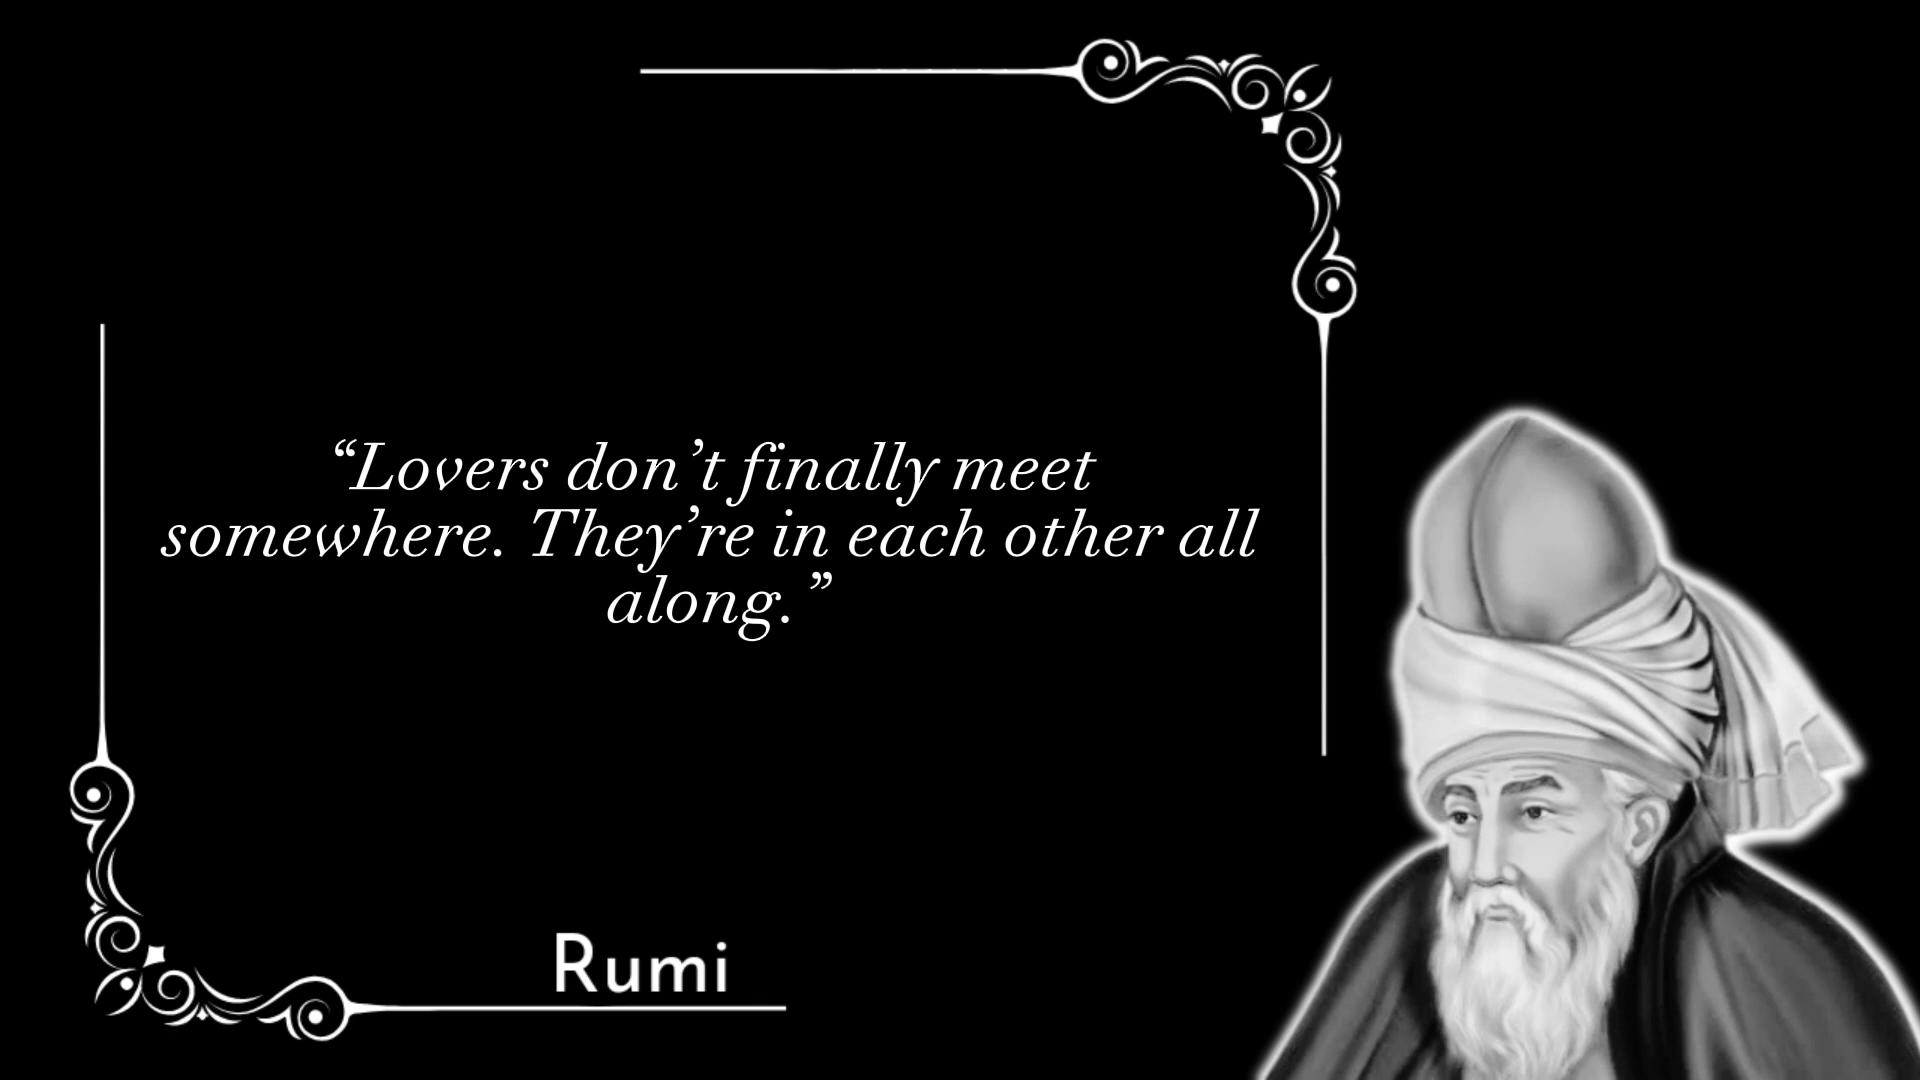 “Lovers don’t finally meet
somewhere. They’re in each other all
along.”
Rumi